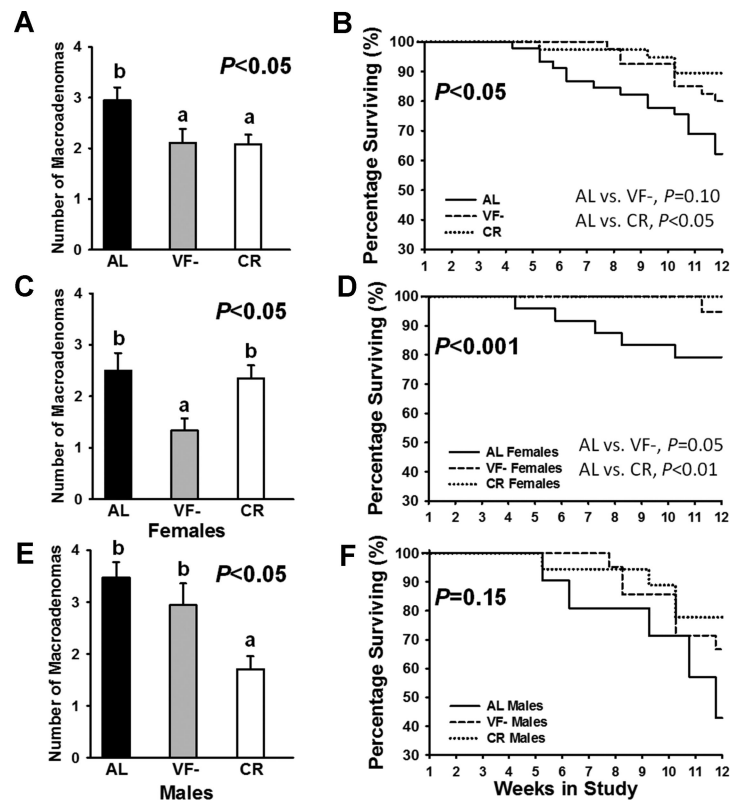 A
Number of Macroadenomas
4
3
2
1
0
b
a
a
P<0.05
AL VF- CR
B
Percentage Surviving (%)
100
90
80
70
60
50
40
30
P<0.05
AL
VF-
CR
AL vs. VF-, P=0.10
AL vs. CR, P<0.05
1 2 3 4 5 6 7 8 9 10 11 12
C
Number of Macroadenomas
4
3
2
1
0
b
a
b
P<0.05
AL VF- CR
Females
D
Percentage Surviving (%)
100
90
80
70
60
50
40
30
P<0.001
AL Females
VF- Females
CR Females
AL vs. VF-, P=0.05
AL vs. CR, P<0.01
1 2 3 4 5 6 7 8 9 10 11 12
E
Number of Macroadenomas
4
3
2
1
0
b
b
a
P<0.05
AL VF- CR
Males
F
Percentage Surviving (%)
100
90
80
70
60
50
40
30
P=0.15
AL Males
VF- Males
CR Males
1 2 3 4 5 6 7 8 9 10 11 12
Weeks in Study